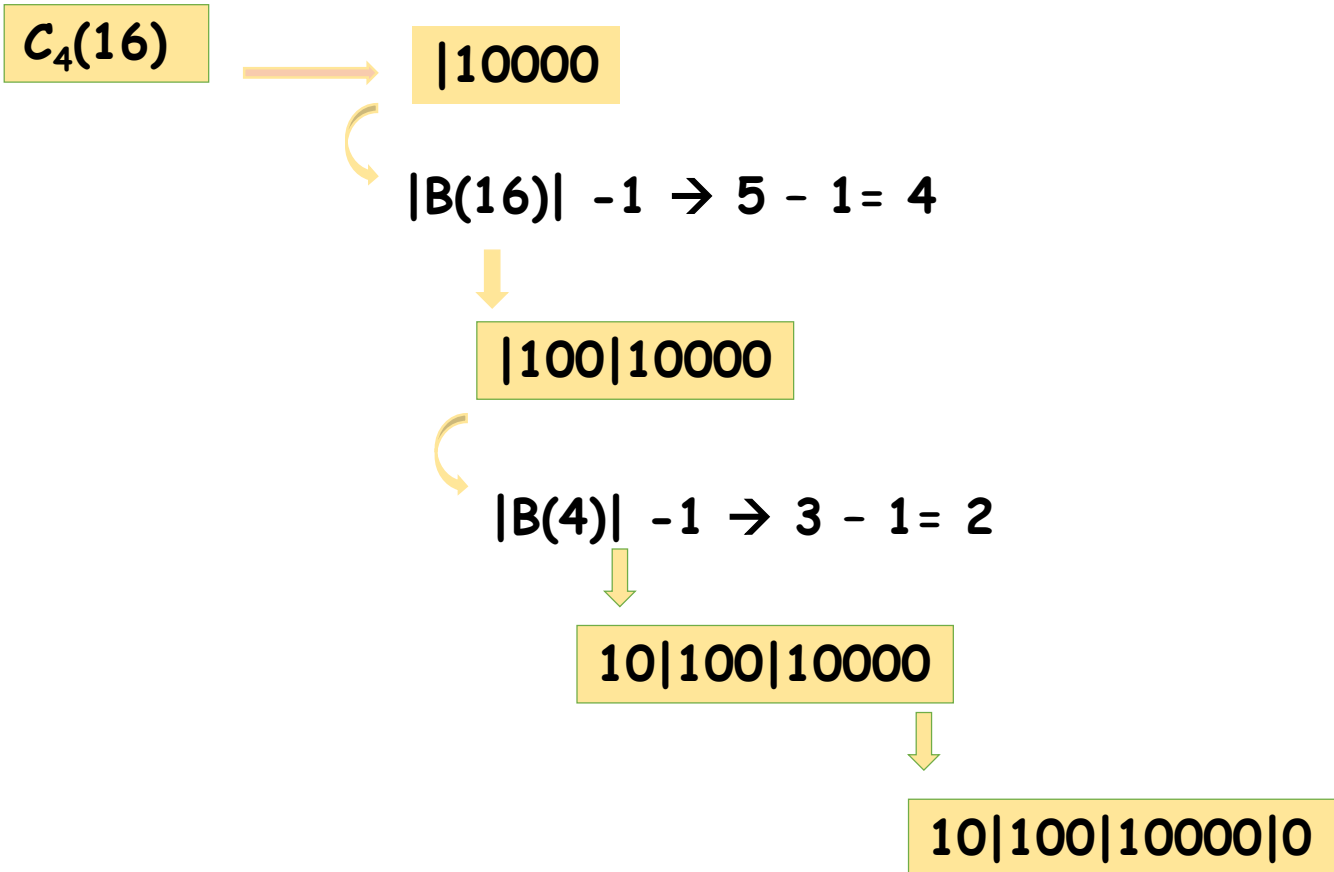 C₄(16)
|10000
|B(16)| -1 → 5 - 1= 4
|100|10000
|B(4)| -1 → 3 - 1= 2
10|100|10000
10|100|10000|0